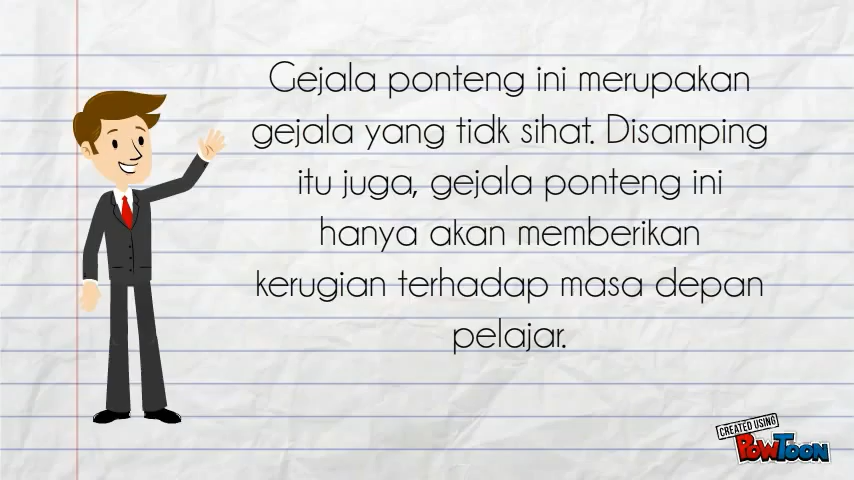 Gejala ponteng ini merupakan
gejala yang tidk sihat. Disamping
itu juga, gejala ponteng ini
hanya akan memberikan
kerugian terhadap masa depan
pelajar.
CREATED USING
POWTOON